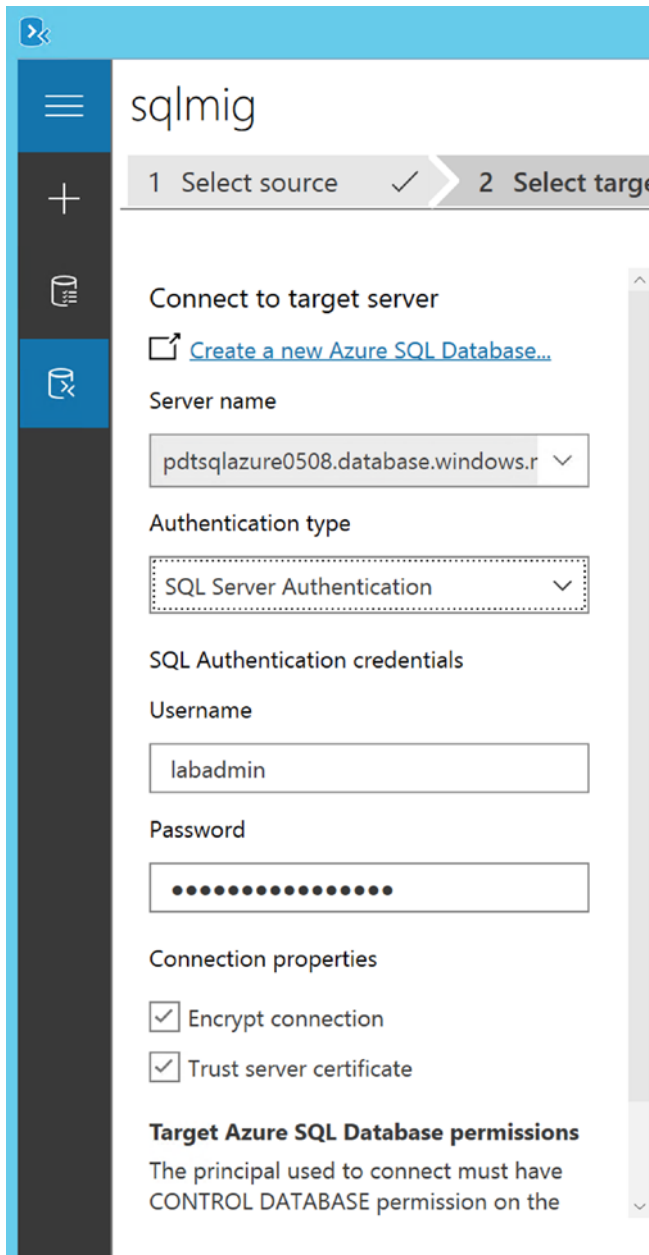 sqlmig
1 Select source 2 Select targe
Connect to target server
Create a new Azure SQL Database...
Server name
pdtsqlazure0508.database.windows.r
Authentication type
SQL Server Authentication
SQL Authentication credentials
Username
labadmin
Password
••••••••••••••••
Connection properties
Encrypt connection
Trust server certificate
Target Azure SQL Database permissions
The principal used to connect must have
CONTROL DATABASE permission on the